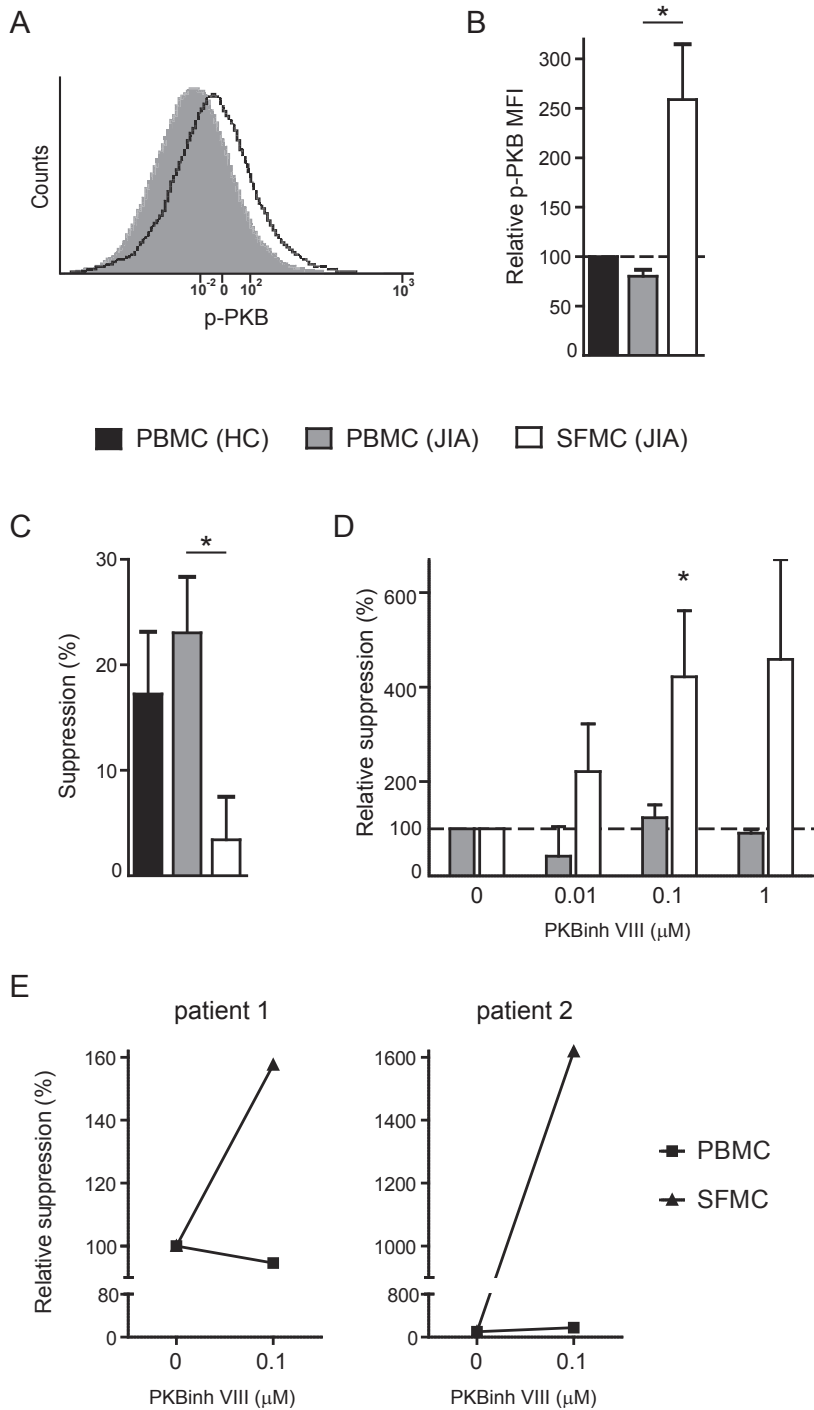 A
Counts
10-2 0 102 103
p-PKB
B
*
Relative p-PKB MFI
300
250
200
150
100
50
0
PBMC (HC) PBMC (JIA) SFMC (JIA)
C
*
Suppression (%)
30
20
10
0
D
*
Relative suppression (%)
600
400
200
100
0
0 0.01 0.1 1
PKBinh VIII (μM)
E
patient 1
Relative suppression (%)
160
140
120
100
80
0
0 0.1
PKBinh VIII (μM)
patient 2
1600
1400
1200
1000
800
0
0 0.1
PKBinh VIII (μM)
PBMC
SFMC